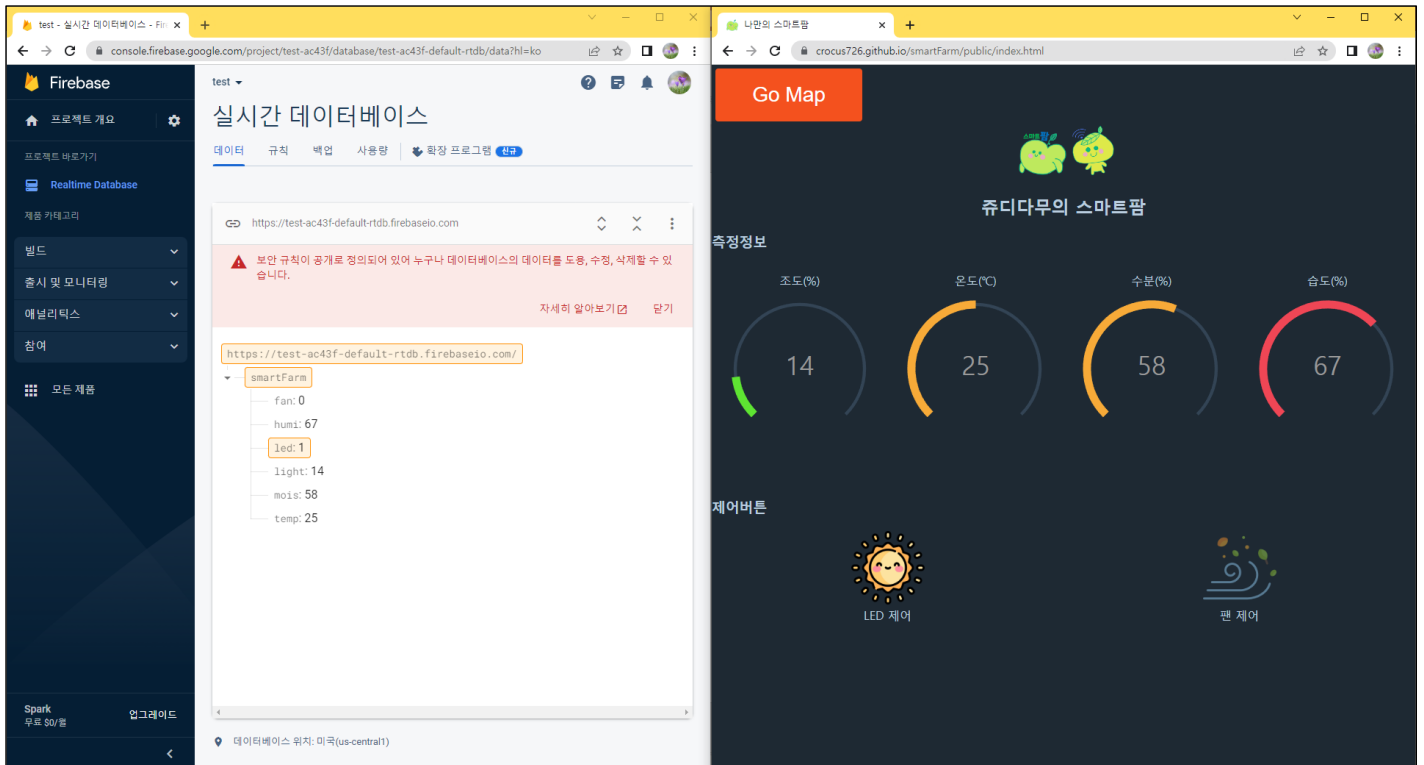 test - 실시간 데이터베이스 - Fir
console.firebase.google.com/project/test-ac43f/database/test-ac43f-default-rtdb/data?hl=ko
Firebase
프로젝트 개요
프로젝트 바로가기
Realtime Database
제품 카테고리
빌드
출시 및 모니터링
애널리틱스
참여
모든 제품
Spark
무료 $0/월
업그레이드
test
실시간 데이터베이스
데이터 규칙 백업 사용량 확장 프로그램 신규
https://test-ac43f-default-rtdb.firebaseio.com
보안 규칙이 공개로 정의되어 있어 누구나 데이터베이스의 데이터를 도용, 수정, 삭제할 수 있
습니다.
자세히 알아보기 닫기
https://test-ac43f-default-rtdb.firebaseio.com/
smartFarm
fan: 0
humi: 67
led: 1
light: 14
mois: 58
temp: 25
데이터베이스 위치: 미국(us-central1)
나만의 스마트팜
crocus726.github.io/smartFarm/public/index.html
Go Map
스마트팜
쥬디다무의 스마트팜
측정정보
조도(%) 온도(℃) 수분(%) 습도(%)
14 25 58 67
제어버튼
LED 제어 팬 제어